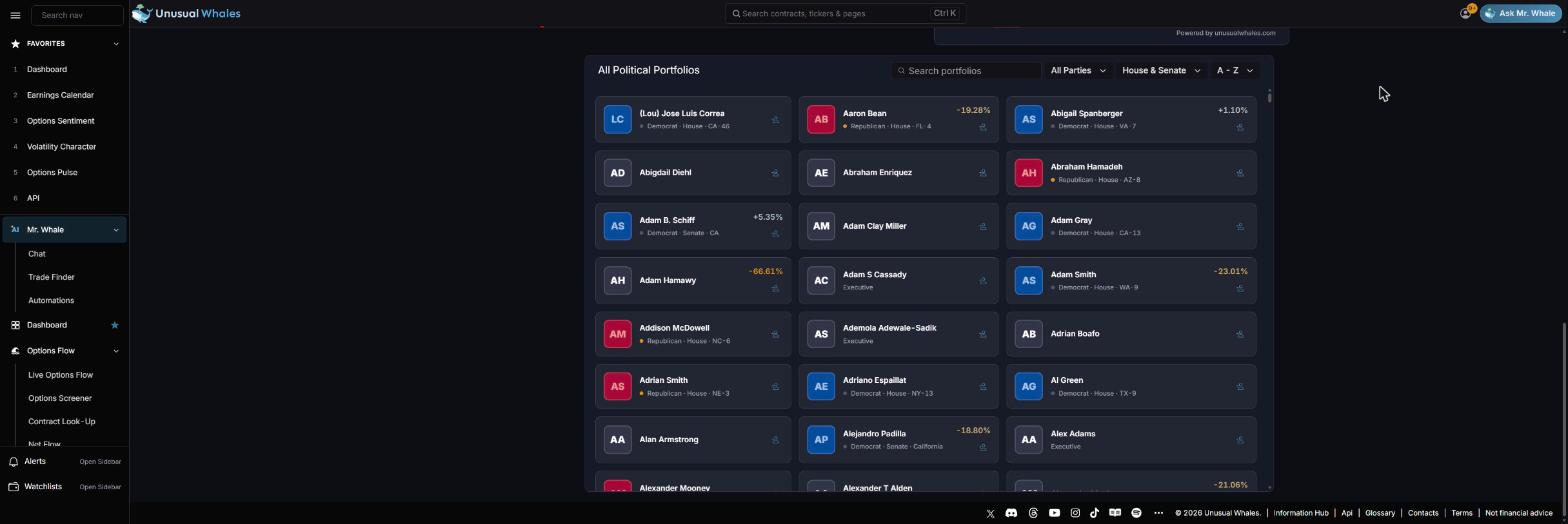 Search nav
Unusual Whales
Search contracts, tickers & pages
Ctrl K
9+
Ask Mr. Whale
FAVORITES
1 Dashboard
2 Earnings Calendar
3 Options Sentiment
4 Volatility Character
5 Options Pulse
6 API
AI Mr. Whale
Chat
Trade Finder
Automations
Dashboard
Options Flow
Live Options Flow
Options Screener
Contract Look-Up
Net Flow
Alerts Open Sidebar
Watchlists Open Sidebar
Powered by unusualwhales.com
All Political Portfolios
Search portfolios
All Parties
House & Senate
A - Z
LC
(Lou) Jose Luis Correa
Democrat · House · CA-46
AB
Aaron Bean
-19.28%
Republican · House · FL-4
AS
Abigail Spanberger
+1.10%
Democrat · House · VA-7
AD
Abigdail Diehl
AE
Abraham Enriquez
AH
Abraham Hamadeh
Republican · House · AZ-8
AS
Adam B. Schiff
+5.35%
Democrat · Senate · CA
AM
Adam Clay Miller
AG
Adam Gray
Democrat · House · CA-13
AH
Adam Hamawy
-66.61%
AC
Adam S Cassady
Executive
AS
Adam Smith
-23.01%
Democrat · House · WA-9
AM
Addison McDowell
Republican · House · NC-6
AS
Ademola Adewale-Sadik
Executive
AB
Adrian Boafo
AS
Adrian Smith
Republican · House · NE-3
AE
Adriano Espaillat
Democrat · House · NY-13
AG
Al Green
Democrat · House · TX-9
AA
Alan Armstrong
AP
Alejandro Padilla
-18.80%
Democrat · Senate · California
AA
Alex Adams
Executive
Alexander Mooney
Alexander T Alden
-21.06%
© 2026 Unusual Whales. | Information Hub | Api | Glossary | Contacts | Terms | Not financial advice